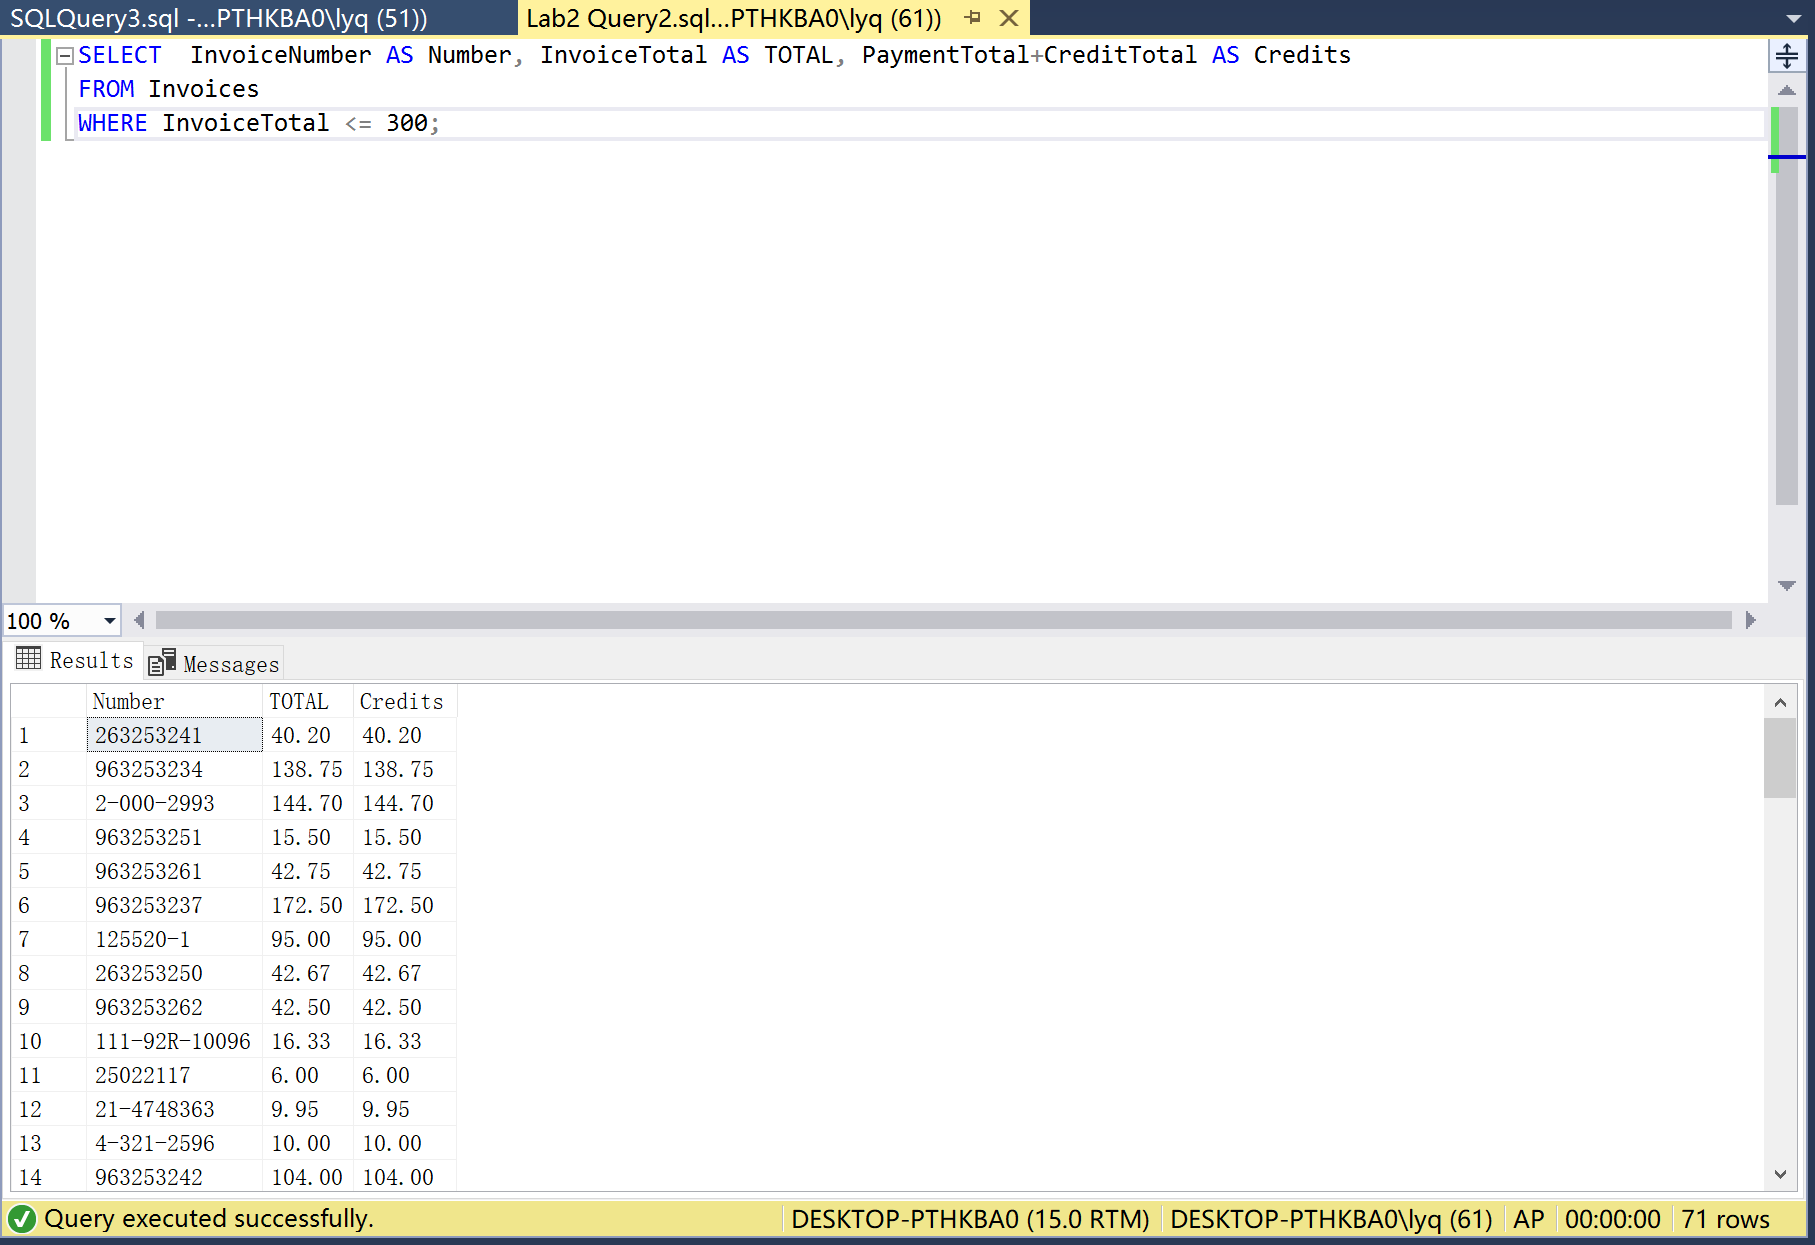 SQLQuery3.sql -...PTHKBA0\lyq (51))
Lab2 Query2.sql...PTHKBA0\lyq (61))
SELECT  InvoiceNumber AS Number, InvoiceTotal AS TOTAL, PaymentTotal+CreditTotal AS Credits
FROM Invoices
WHERE InvoiceTotal <= 300;
100 %
Results
Messages
Number TOTAL Credits
1 263253241 40.20 40.20
2 963253234 138.75 138.75
3 2-000-2993 144.70 144.70
4 963253251 15.50 15.50
5 963253261 42.75 42.75
6 963253237 172.50 172.50
7 125520-1 95.00 95.00
8 263253250 42.67 42.67
9 963253262 42.50 42.50
10 111-92R-10096 16.33 16.33
11 25022117 6.00 6.00
12 21-4748363 9.95 9.95
13 4-321-2596 10.00 10.00
14 963253242 104.00 104.00
Query executed successfully.
DESKTOP-PTHKBA0 (15.0 RTM)
DESKTOP-PTHKBA0\lyq (61)
AP
00:00:00
71 rows